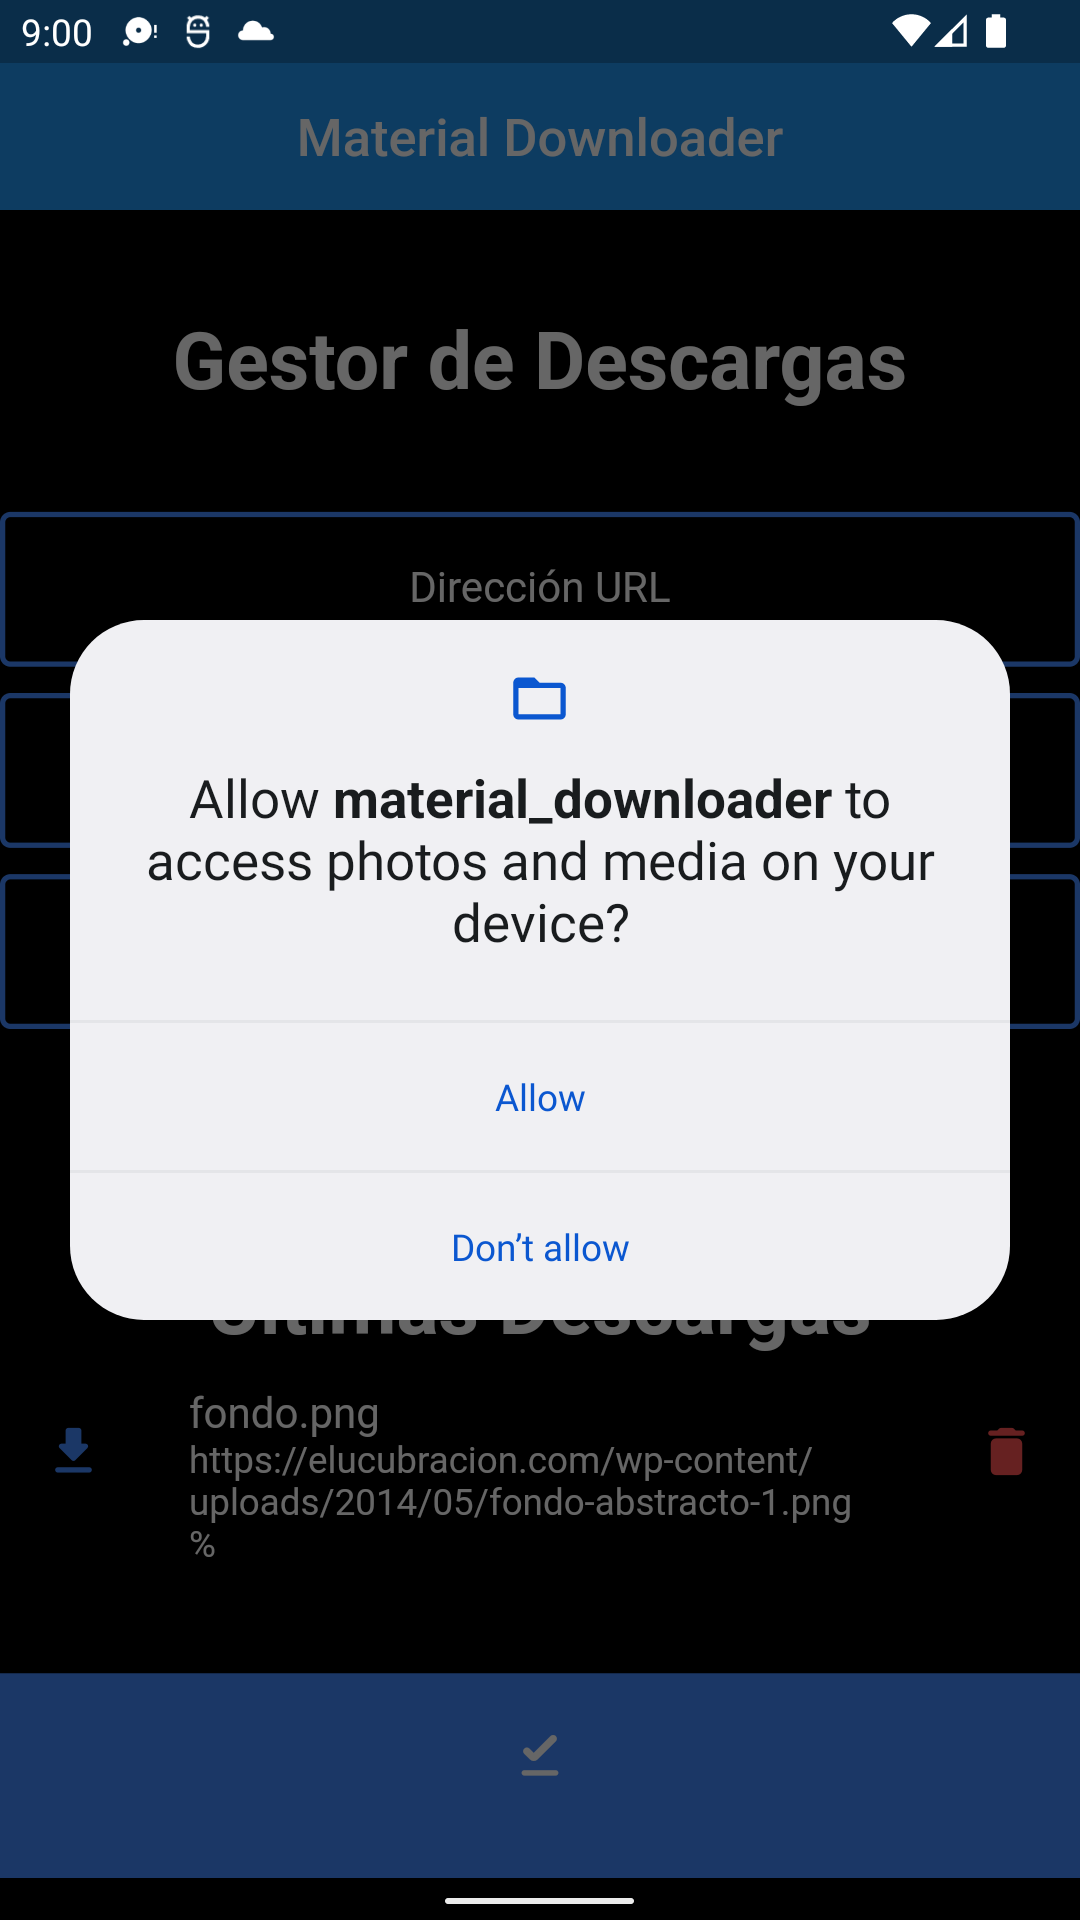 9:00
Material Downloader
Gestor de Descargas
Dirección URL
Allow material_downloader to
access photos and media on your
device?
Allow
Don’t allow
Últimas Descargas
fondo.png
https://elucubracion.com/wp-content/
uploads/2014/05/fondo-abstracto-1.png
%